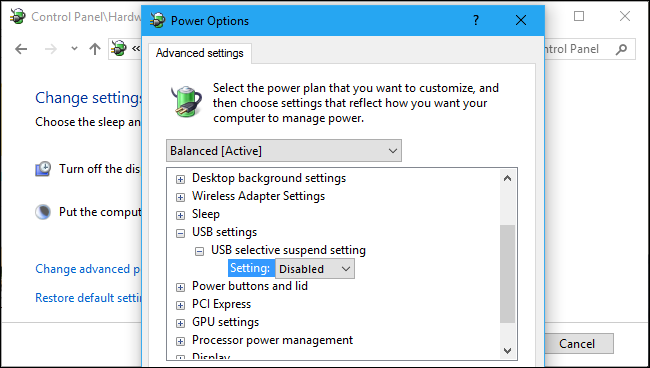 Control Panel\Hardw
Power Options
«
ntrol Panel
Advanced settings
Change settings
Choose the sleep an
Turn off the dis
Put the comput
Change advanced p
Restore default settin
Select the power plan that you want to customize, and
then choose settings that reflect how you want your
computer to manage power.
Balanced [Active]
Desktop background settings
Wireless Adapter Settings
Sleep
USB settings
USB selective suspend setting
Setting: Disabled
Power buttons and lid
PCI Express
GPU settings
Processor power management
Display
Cancel